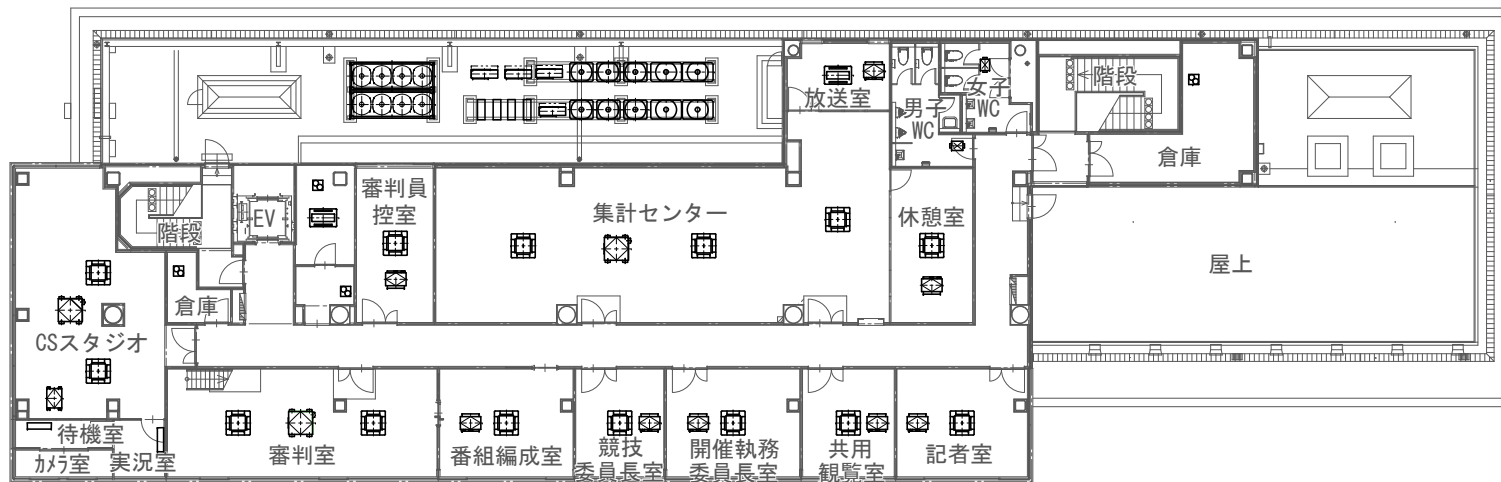 放送室
男子
WC
女子
WC
階段
倉庫
審判員
控室
集計センター
休憩室
階段
EV
屋上
倉庫
CSスタジオ
待機室
カメラ室
実況室
審判室
番組編成室
競技
委員長室
開催執務
委員長室
共用
観覧室
記者室